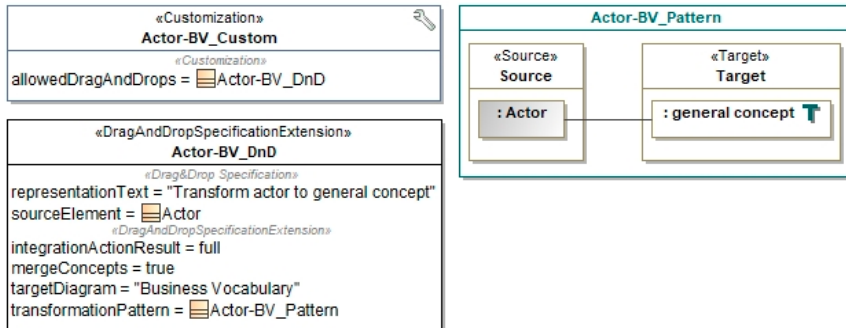 «Customization»
Actor-BV_Custom
«Customization»
allowedDragAndDrops = Actor-BV_DnD
«DragAndDropSpecificationExtension»
Actor-BV_DnD
«Drag&Drop Specification»
representationText = "Transform actor to general concept"
sourceElement = Actor
«DragAndDropSpecificationExtension»
integrationActionResult = full
mergeConcepts = true
targetDiagram = "Business Vocabulary"
transformationPattern = Actor-BV_Pattern
Actor-BV_Pattern
«Source»
Source
: Actor
«Target»
Target
: general concept